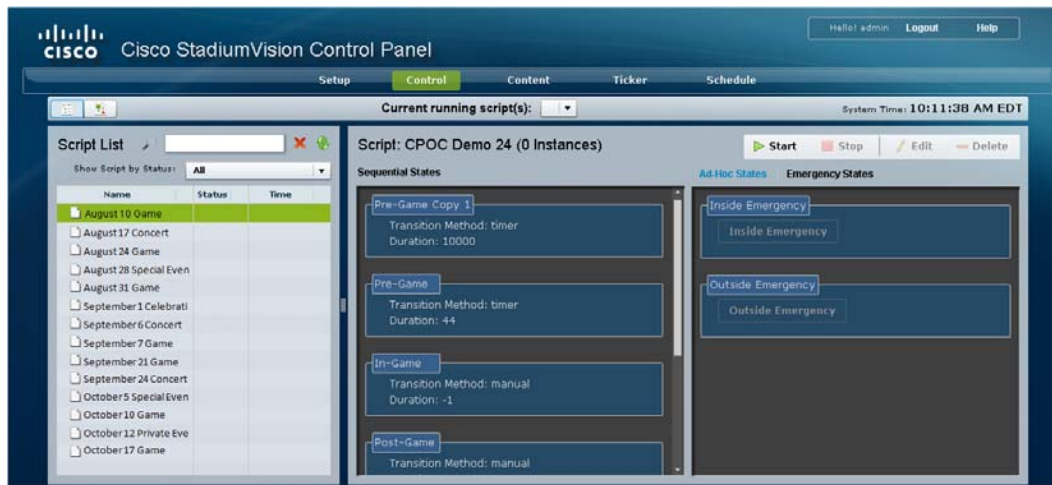 Hello! admin Logout Help
CISCO Cisco StadiumVision Control Panel
Setup Control Content Ticker Schedule
Current running script(s): System Time: 10:11:38 AM EDT
Script List
Show Script by Status: All
Name Status Time
August 10 Game
August 17 Concert
August 24 Game
August 28 Special Even
August 31 Game
September 1 Celebrati
September 6 Concert
September 7 Game
September 21 Game
September 24 Concert
October 5 Special Even
October 10 Game
October 12 Private Eve
October 17 Game
Script: CPOC Demo 24 (0 Instances)
Start Stop Edit Delete
Sequential States
Pre-Game Copy 1
Transition Method: timer
Duration: 10000
Pre-Game
Transition Method: timer
Duration: 44
In-Game
Transition Method: manual
Duration: -1
Post-Game
Transition Method: manual
Ad-Hoc States Emergency States
Inside Emergency
Inside Emergency
Outside Emergency
Outside Emergency